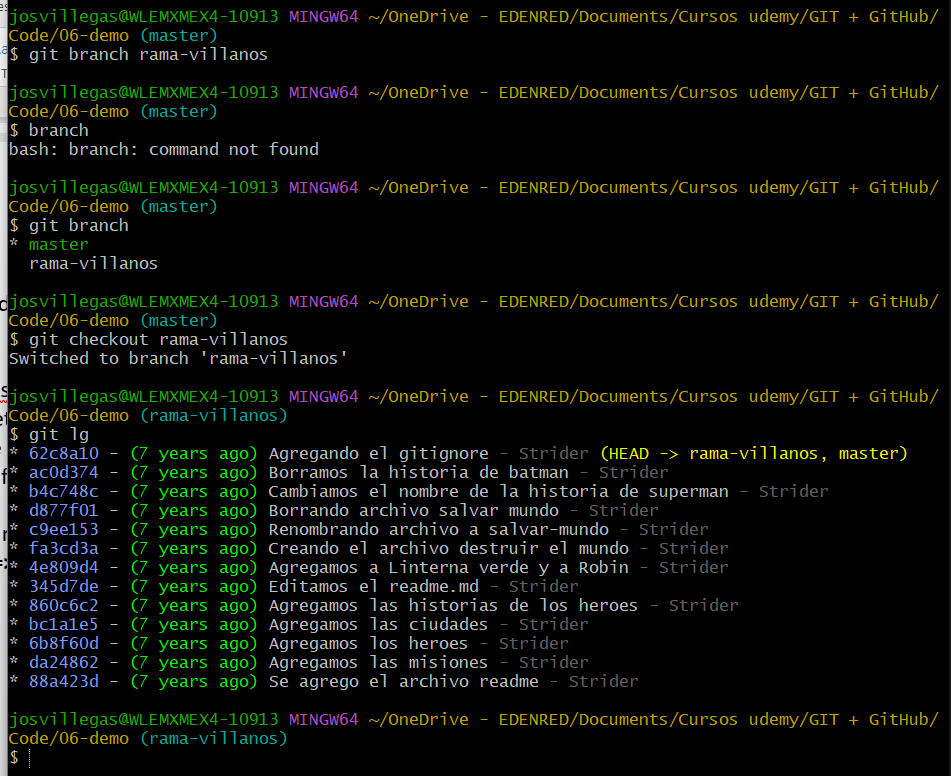 josvillegas@WLEMXMEX4-10913 MINGW64 ~/OneDrive - EDENRED/Documents/Cursos udemy/GIT + GitHub/
Code/06-demo (master)
$ git branch rama-villanos
josvillegas@WLEMXMEX4-10913 MINGW64 ~/OneDrive - EDENRED/Documents/Cursos udemy/GIT + GitHub/
Code/06-demo (master)
$ branch
bash: branch: command not found
josvillegas@WLEMXMEX4-10913 MINGW64 ~/OneDrive - EDENRED/Documents/Cursos udemy/GIT + GitHub/
Code/06-demo (master)
$ git branch
* master
rama-villanos
josvillegas@WLEMXMEX4-10913 MINGW64 ~/OneDrive - EDENRED/Documents/Cursos udemy/GIT + GitHub/
Code/06-demo (master)
$ git checkout rama-villanos
Switched to branch 'rama-villanos'
josvillegas@WLEMXMEX4-10913 MINGW64 ~/OneDrive - EDENRED/Documents/Cursos udemy/GIT + GitHub/
Code/06-demo (rama-villanos)
$ git lg
* 62c8a10 - (7 years ago) Agregando el gitignore - Strider (HEAD -> rama-villanos, master)
* ac0d374 - (7 years ago) Borramos la historia de batman - Strider
* b4c748c - (7 years ago) Cambiamos el nombre de la historia de superman - Strider
* d877f01 - (7 years ago) Borrando archivo salvar mundo - Strider
* c9ee153 - (7 years ago) Renombrando archivo a salvar-mundo - Strider
* fa3cd3a - (7 years ago) Creando el archivo destruir el mundo - Strider
* 4e809d4 - (7 years ago) Agregamos a Linterna verde y a Robin - Strider
* 345d7de - (7 years ago) Editamos el readme.md - Strider
* 860c6c2 - (7 years ago) Agregamos las historias de los heroes - Strider
* bc1a1e5 - (7 years ago) Agregamos las ciudades - Strider
* 6b8f60d - (7 years ago) Agregamos los heroes - Strider
* da24862 - (7 years ago) Agregamos las misiones - Strider
* 88a423d - (7 years ago) Se agrego el archivo readme - Strider
josvillegas@WLEMXMEX4-10913 MINGW64 ~/OneDrive - EDENRED/Documents/Cursos udemy/GIT + GitHub/
Code/06-demo (rama-villanos)
$